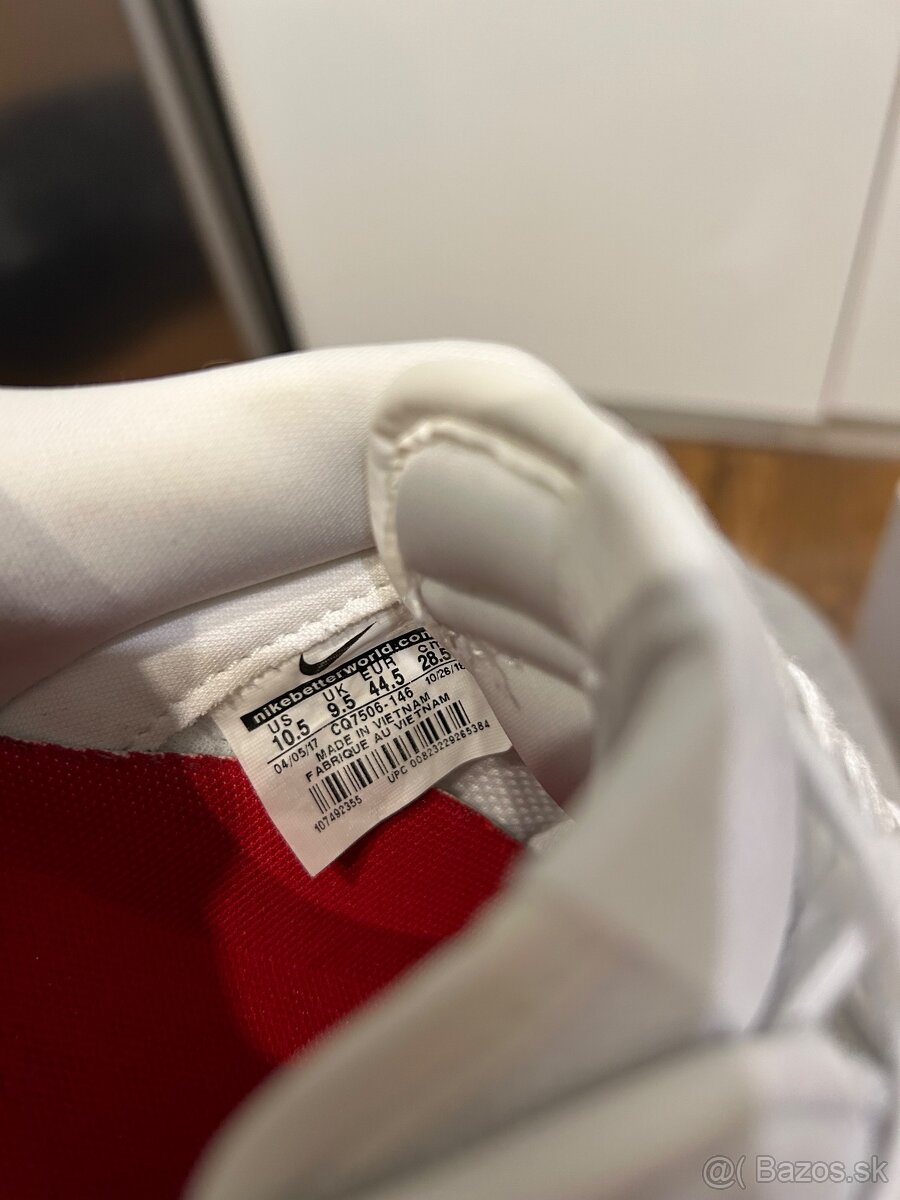 nikebetterworld.com
US UK EUR cm
10.5 9.5 44.5 28.5
04/05/17 CQ7506-146 10/26/16
MADE IN VIETNAM
FABRIQUE AU VIETNAM
107492355 UPC 00823229265384
@( Bazos.sk